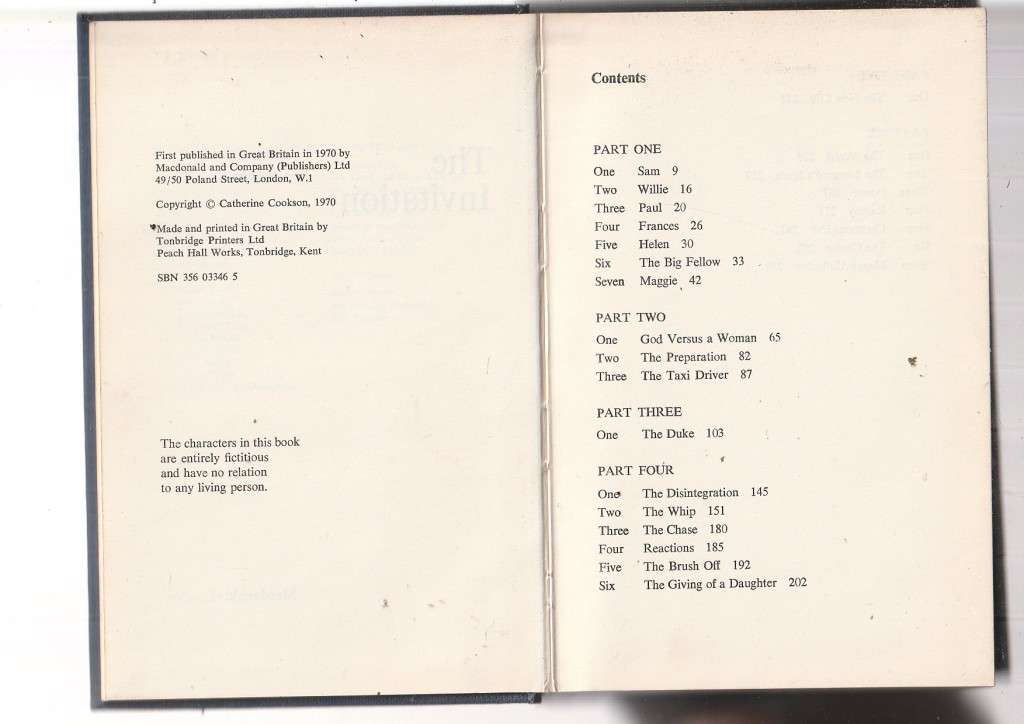 First published in Great Britain in 1970 by
Macdonald and Company (Publishers) Ltd
49/50 Poland Street, London, W.1
Copyright © Catherine Cookson, 1970
Made and printed in Great Britain by
Tonbridge Printers Ltd
Peach Hall Works, Tonbridge, Kent
SBN 356 03346 5
The characters in this book
are entirely fictitious
and have no relation
to any living person.
Contents
PART ONE
One Sam 9
Two Willie 16
Three Paul 20
Four Frances 26
Five Helen 30
Six The Big Fellow 33
Seven Maggie 42
PART TWO
One God Versus a Woman 65
Two The Preparation 82
Three The Taxi Driver 87
PART THREE
One The Duke 103
PART FOUR
One The Disintegration 145
Two The Whip 151
Three The Chase 180
Four Reactions 185
Five The Brush Off 192
Six The Giving of a Daughter 202